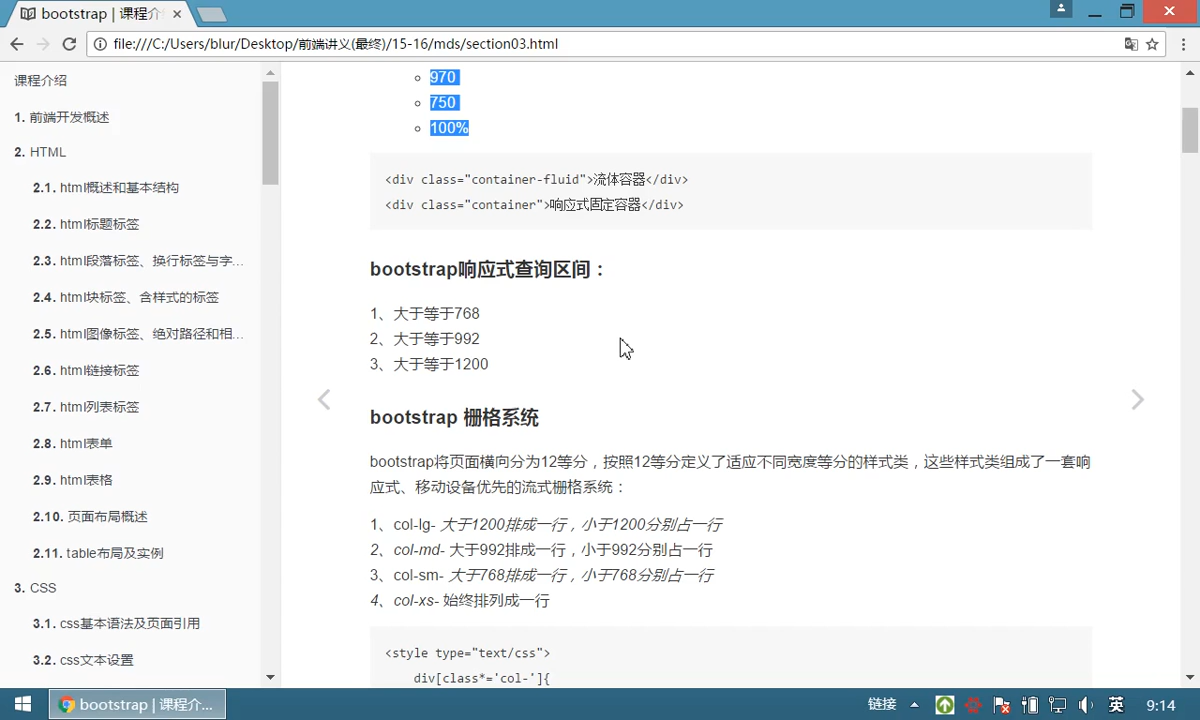 bootstrap | 课程介
file:///C:/Users/blur/Desktop/前端讲义(最终)/15-16/mds/section03.html
课程介绍
1. 前端开发概述
2. HTML
2.1. html概述和基本结构
2.2. html标题标签
2.3. html段落标签、换行标签与字...
2.4. html块标签、含样式的标签
2.5. html图像标签、绝对路径和相...
2.6. html链接标签
2.7. html列表标签
2.8. html表单
2.9. html表格
2.10. 页面布局概述
2.11. table布局及实例
3. CSS
3.1. css基本语法及页面引用
3.2. css文本设置
970
750
100%
<div class="container-fluid">流体容器</div>
<div class="container">响应式固定容器</div>
bootstrap响应式查询区间：
1、大于等于768
2、大于等于992
3、大于等于1200
bootstrap 栅格系统
bootstrap将页面横向分为12等分，按照12等分定义了适应不同宽度等分的样式类，这些样式类组成了一套响
应式、移动设备优先的流式栅格系统：
1、col-lg- 大于1200排成一行，小于1200分别占一行
2、col-md- 大于992排成一行，小于992分别占一行
3、col-sm- 大于768排成一行，小于768分别占一行
4、col-xs- 始终排列成一行
<style type="text/css">
div[class*='col-']{
bootstrap | 课程介...
链接
英
9:14